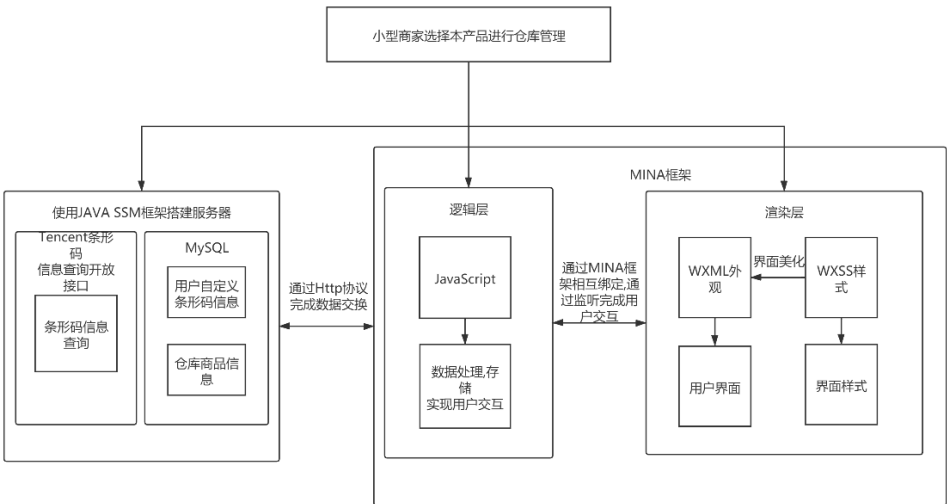 小型商家选择本产品进行仓库管理
MINA框架
使用JAVA SSM框架搭建服务器
Tencent条形
码
信息查询开放
接口
条形码信息
查询
MySQL
用户自定义
条形码信息
仓库商品信
息
通过Http协议
完成数据交换
逻辑层
JavaScript
数据处理,存
储
实现用户交互
通过MINA框
架相互绑定,通
过监听完成用
户交互
渲染层
WXML外
观
界面美化
WXSS样
式
用户界面
界面样式